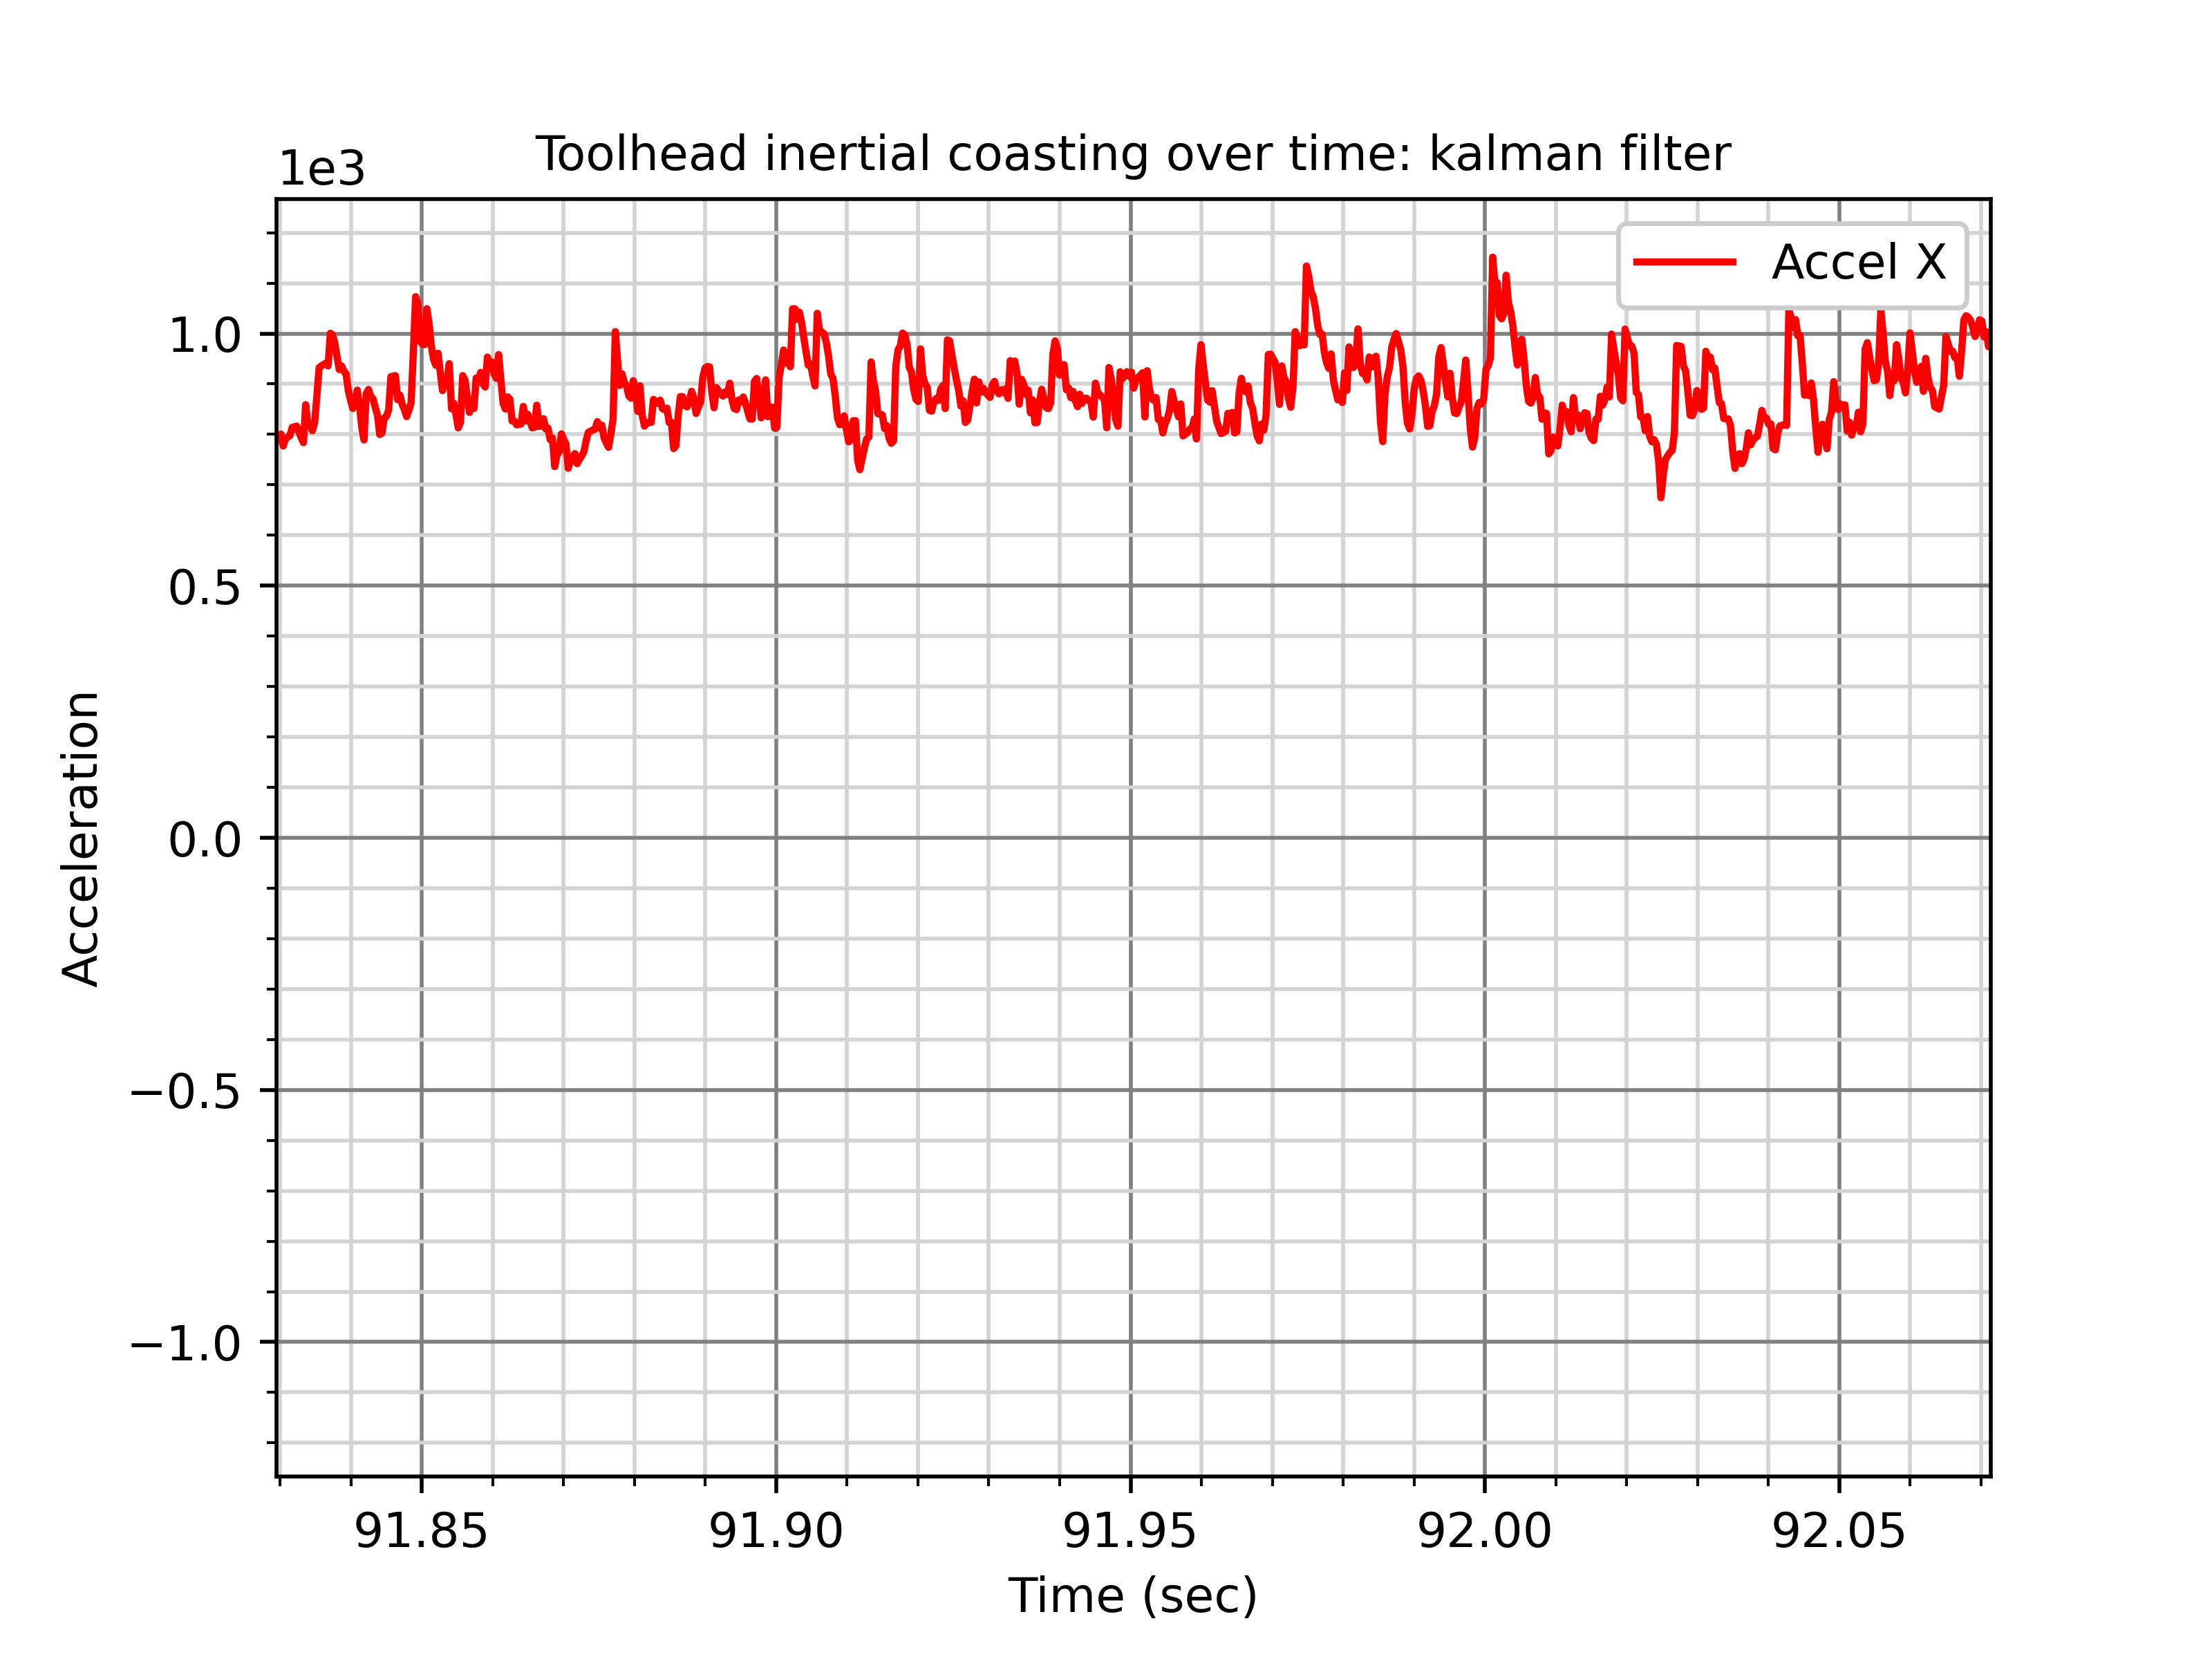 Toolhead inertial coasting over time: kalman filter
1e3
Accel X
1.0
0.5
0.0
−0.5
−1.0
Acceleration
91.85 91.90 91.95 92.00 92.05
Time (sec)